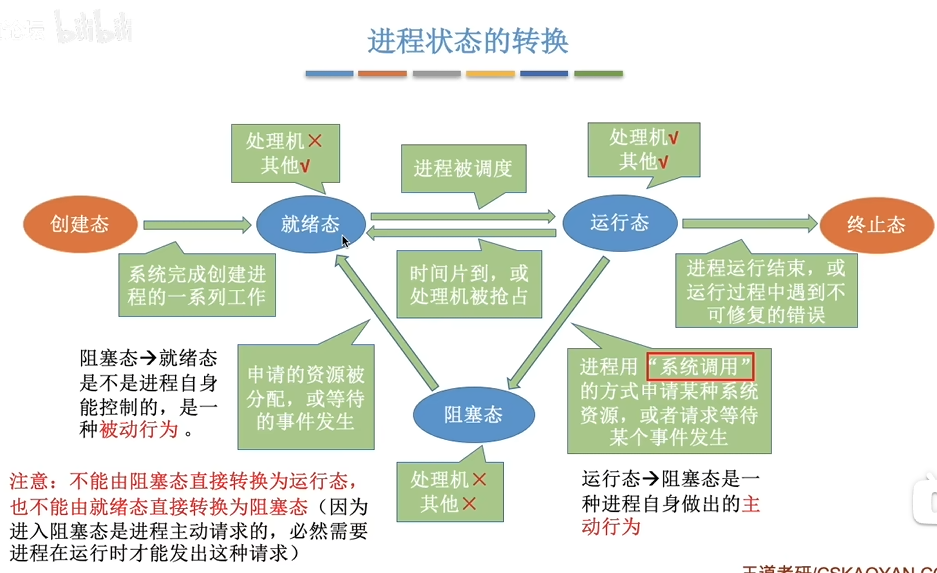 bilibili
进程状态的转换
处理机×
其他√
进程被调度
处理机√
其他√
创建态
就绪态
运行态
终止态
系统完成创建进
程的一系列工作
时间片到，或
处理机被抢占
进程运行结束，或
运行过程中遇到不
可修复的错误
阻塞态→就绪态
是不是进程自身
能控制的，是一
种被动行为 。
申请的资源被
分配，或等待
的事件发生
阻塞态
进程用“系统调用”
的方式申请某种系统
资源，或者请求等待
某个事件发生
处理机×
其他×
运行态→阻塞态是一
种进程自身做出的主
动行为
注意：不能由阻塞态直接转换为运行态，
也不能由就绪态直接转换为阻塞态（因为
进入阻塞态是进程主动请求的，必然需要
进程在运行时才能发出这种请求）
王道考研/CSKAOYAN.CO